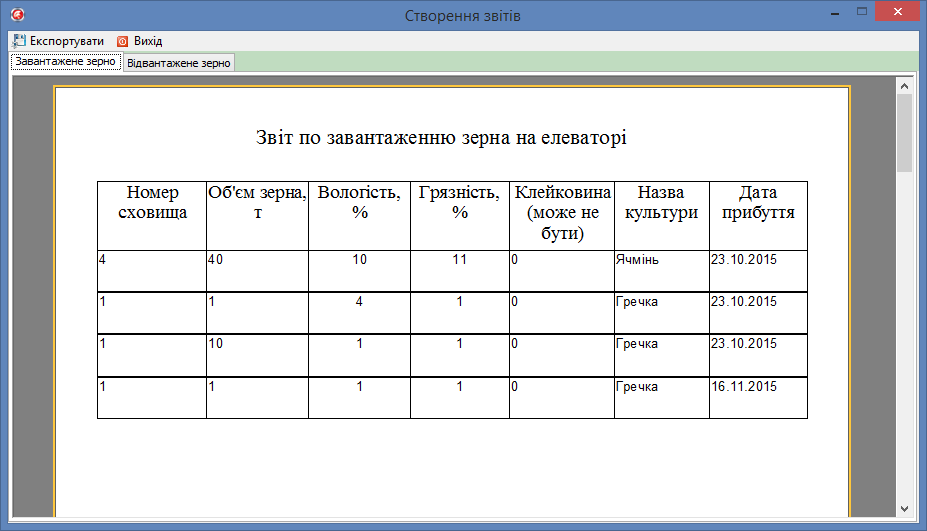 Створення звітів
Експортувати Вихід
Завантажене зерно Відвантажене зерно
Звіт по завантаженню зерна на елеваторі
Номер сховища Об'єм зерна, т Вологість, % Грязність, % Клейковина (може не бути) Назва культури Дата прибуття
4 40 10 11 0 Ячмінь 23.10.2015
1 1 4 1 0 Гречка 23.10.2015
1 10 1 1 0 Гречка 23.10.2015
1 1 1 1 0 Гречка 16.11.2015